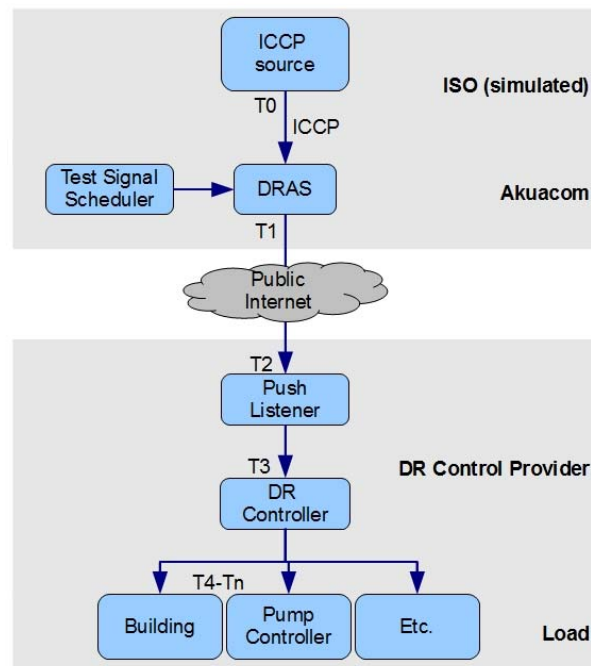 ICCP
source
ISO (simulated)
T0
ICCP
Test Signal
Scheduler
DRAS
Akuacom
T1
Public
Internet
T2
Push
Listener
T3
DR Control Provider
DR
Controller
T4-Tn
Building
Pump
Controller
Etc.
Load